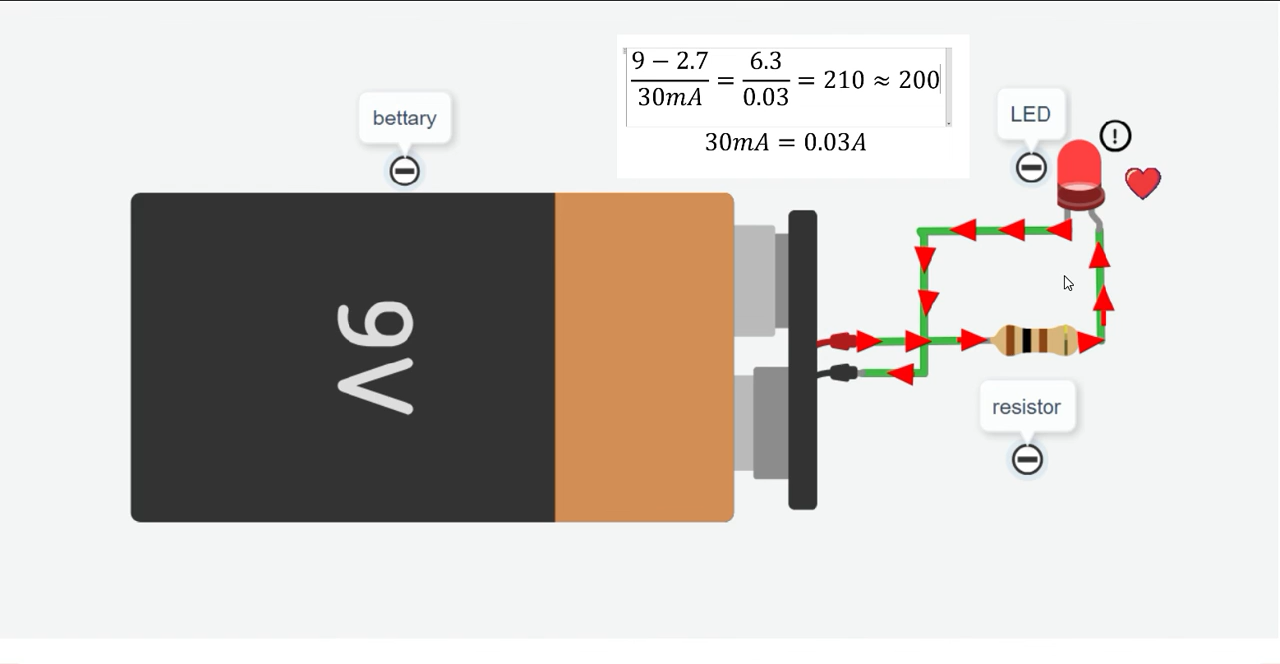 9 − 2.7
30mA
=
6.3
0.03
= 210 ≈ 200
30mA = 0.03A
bettary
LED
!
9V
resistor